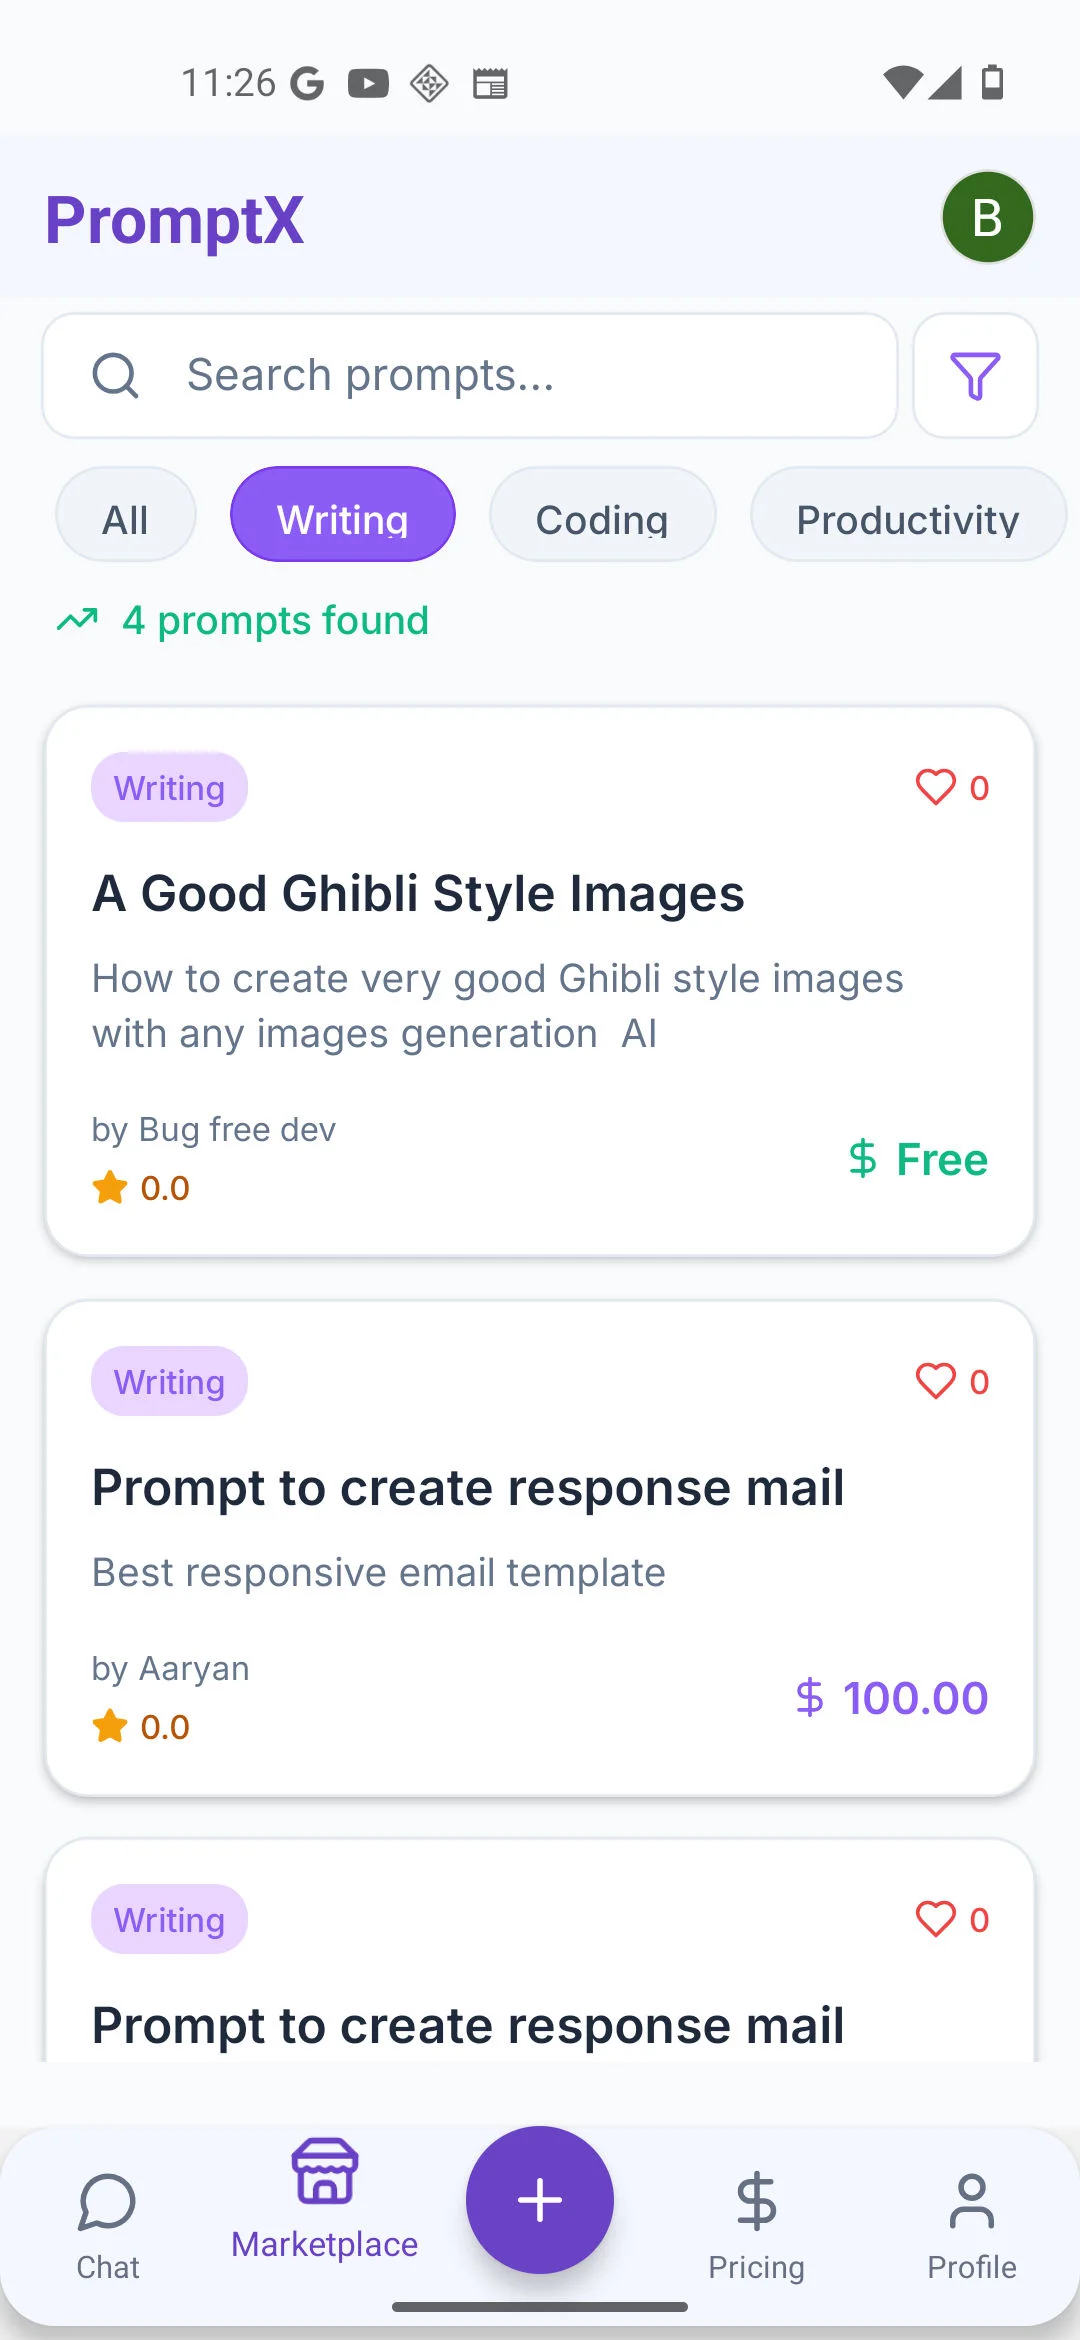 11:26
PromptX
B
Search prompts...
All
Writing
Coding
Productivity
4 prompts found
Writing
0
A Good Ghibli Style Images
How to create very good Ghibli style images
with any images generation  AI
by Bug free dev
0.0
$ Free
Writing
0
Prompt to create response mail
Best responsive email template
by Aaryan
0.0
$ 100.00
Writing
0
Prompt to create response mail
Chat
Marketplace
Pricing
Profile